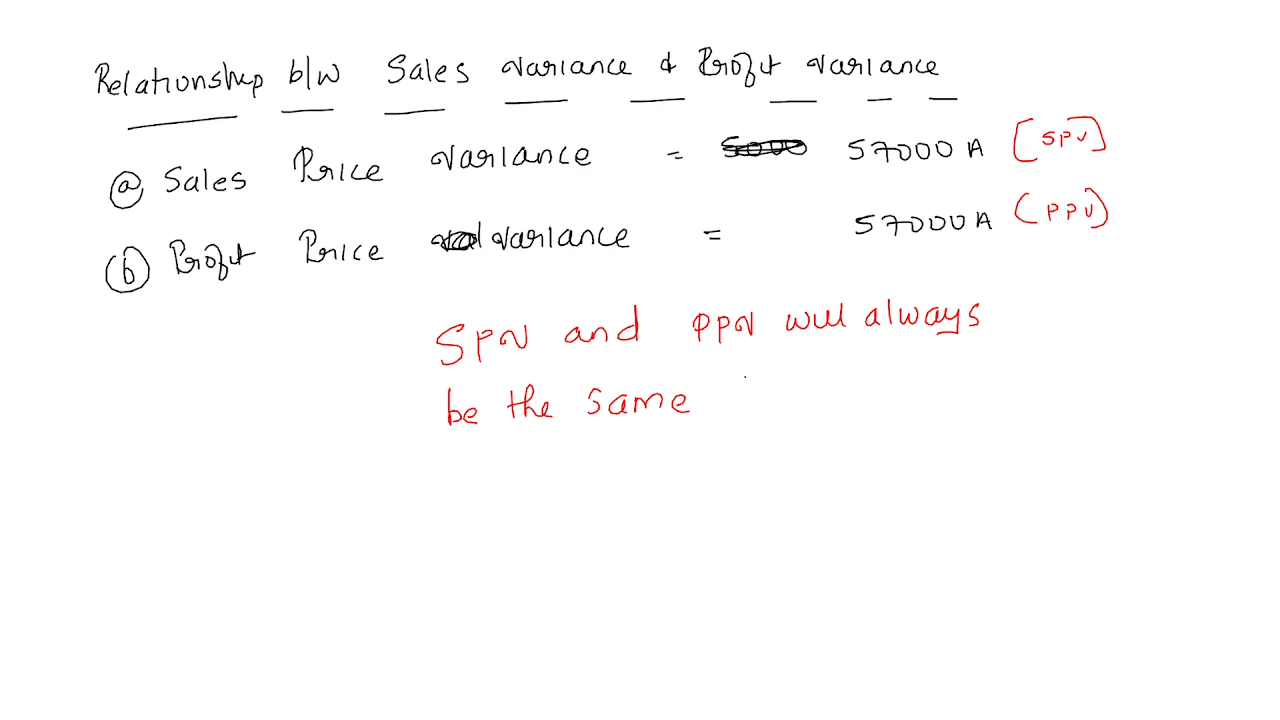 Relationship b/w Sales Variance & Profit Variance
(a) Sales Price Variance = 57000 A [SPV]
(b) Profit Price Variance = 57000 A (PPV)
SPV and PPV will always
be the same